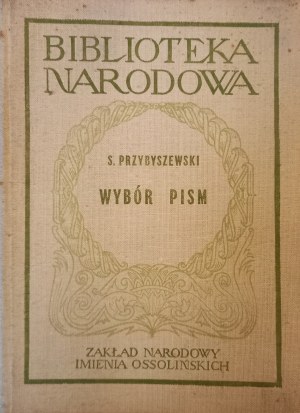 BIBLIOTEKA
NARODOWA
S. PRZYBYSZEWSKI
WYBÓR PISM
ZAKŁAD NARODOWY
IMIENIA OSSOLIŃSKICH